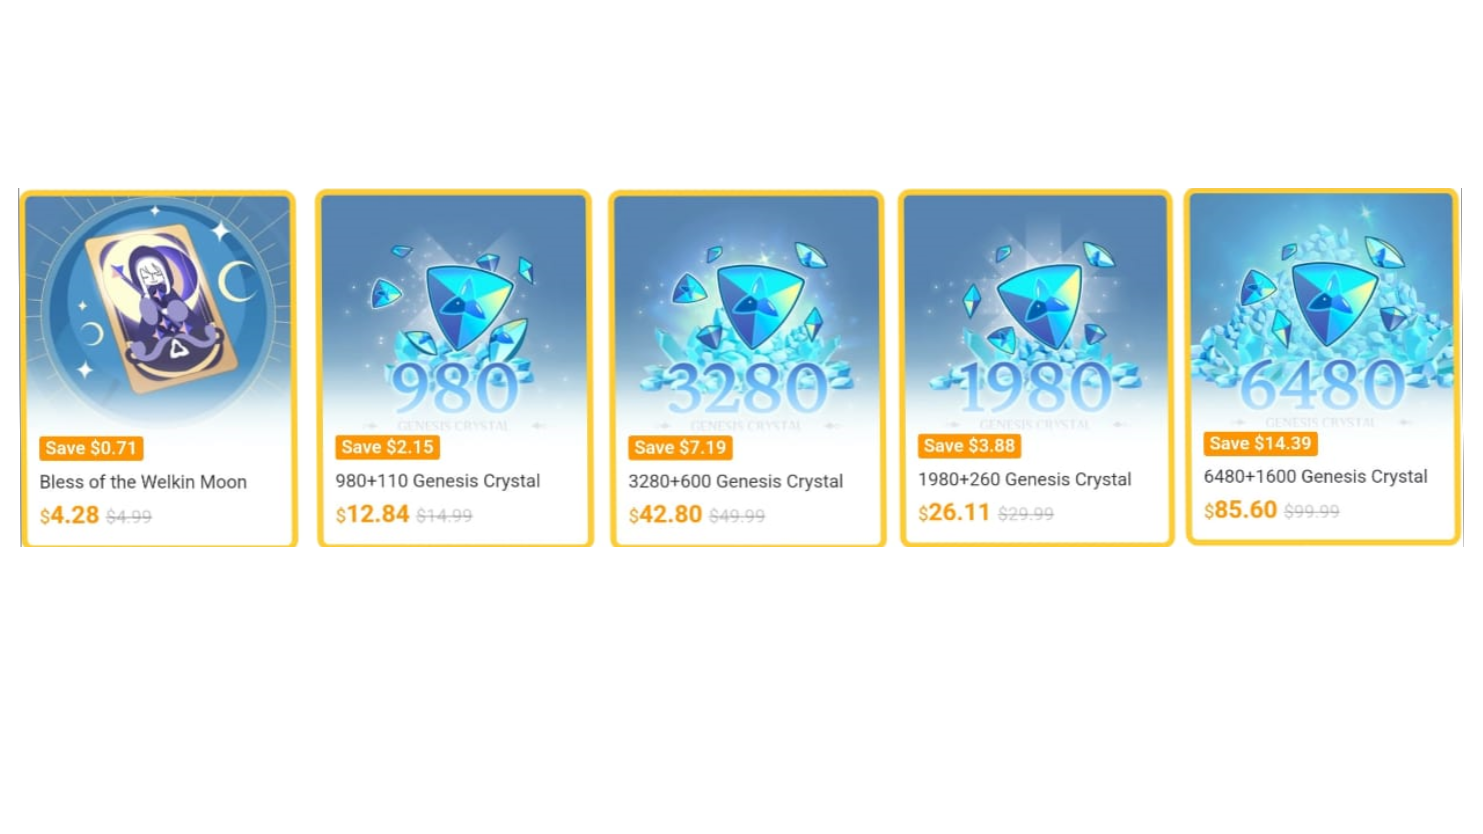 Save $0.71
Bless of the Welkin Moon
$4.28 $4.99
980
GENESIS CRYSTAL
Save $2.15
980+110 Genesis Crystal
$12.84 $14.99
3280
GENESIS CRYSTAL
Save $7.19
3280+600 Genesis Crystal
$42.80 $49.99
1980
GENESIS CRYSTAL
Save $3.88
1980+260 Genesis Crystal
$26.11 $29.99
6480
GENESIS CRYSTAL
Save $14.39
6480+1600 Genesis Crystal
$85.60 $99.99